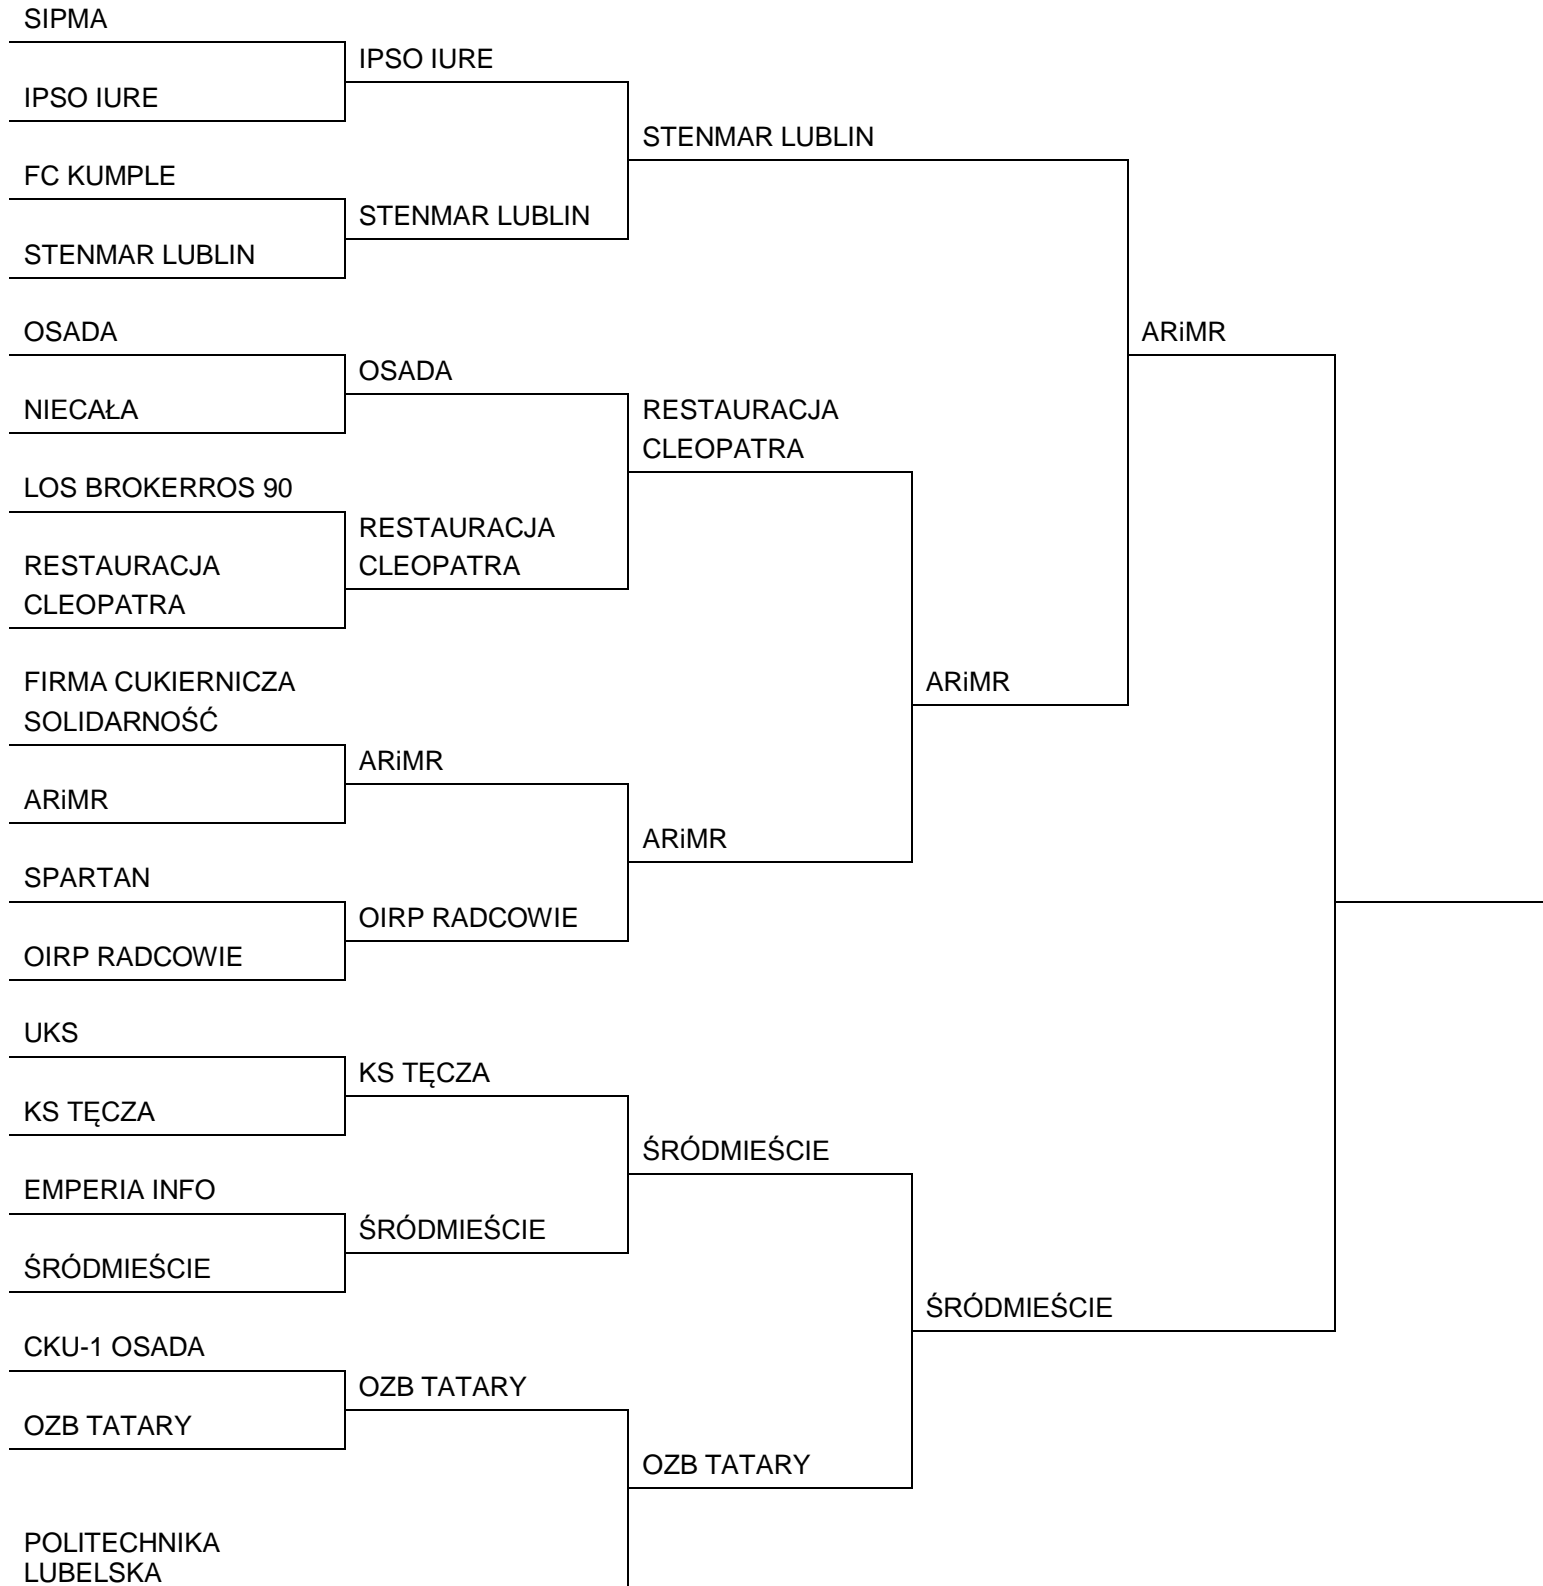 SIPMA
IPSO IURE
IPSO IURE
STENMAR LUBLIN
FC KUMPLE
STENMAR LUBLIN
STENMAR LUBLIN
OSADA
ARiMR
OSADA
NIECAŁA
RESTAURACJA
CLEOPATRA
LOS BROKERROS 90
RESTAURACJA
CLEOPATRA
RESTAURACJA
CLEOPATRA
FIRMA CUKIERNICZA
SOLIDARNOŚĆ
ARiMR
ARiMR
ARiMR
ARiMR
SPARTAN
OIRP RADCOWIE
OIRP RADCOWIE
UKS
KS TĘCZA
KS TĘCZA
ŚRÓDMIEŚCIE
EMPERIA INFO
ŚRÓDMIEŚCIE
ŚRÓDMIEŚCIE
ŚRÓDMIEŚCIE
CKU-1 OSADA
OZB TATARY
OZB TATARY
OZB TATARY
POLITECHNIKA
LUBELSKA